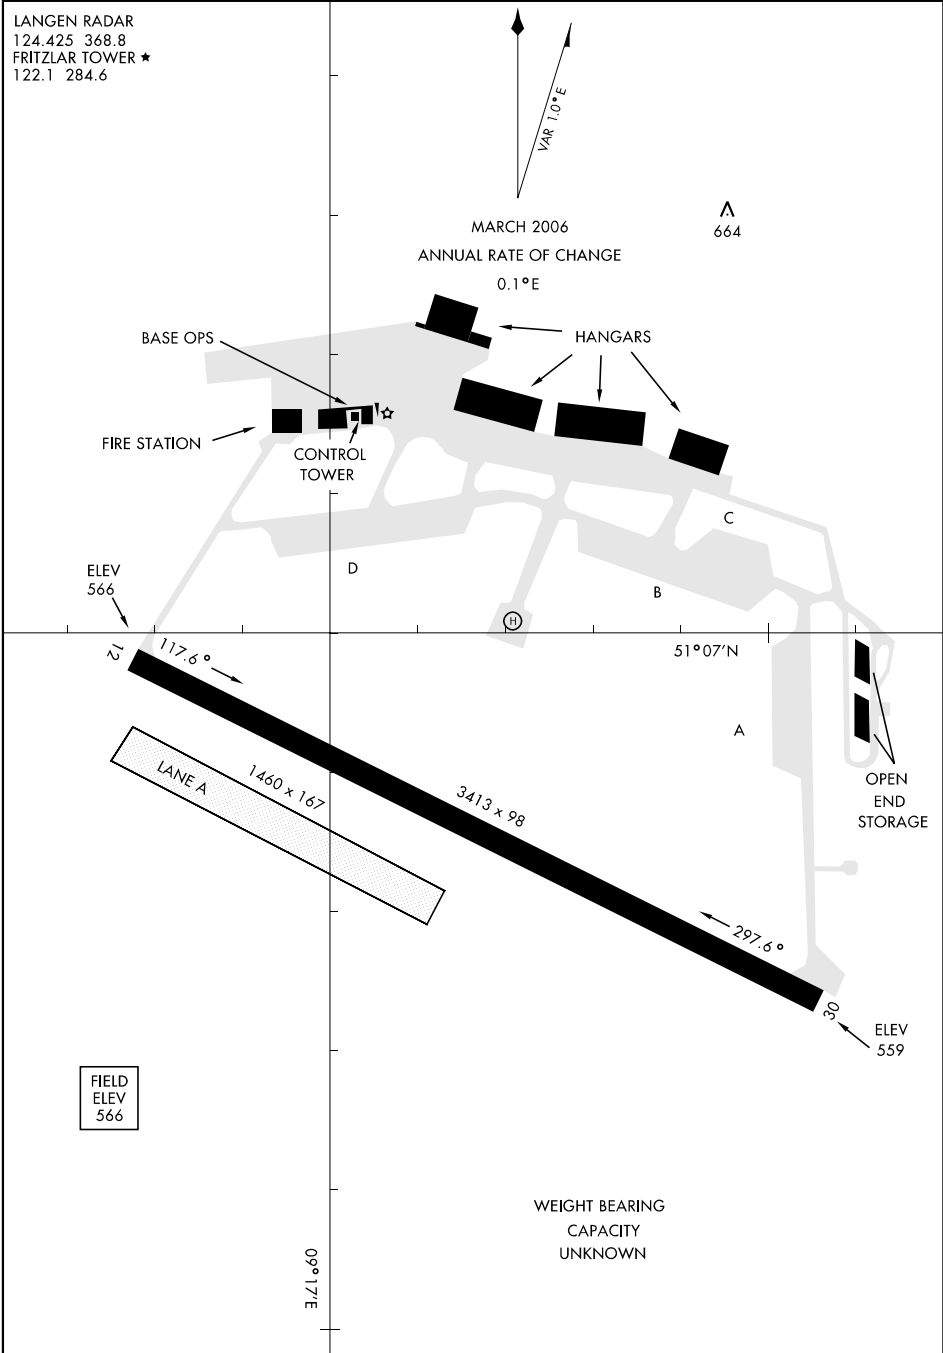 LANGEN RADAR
124.425 368.8
FRITZLAR TOWER ★
122.1 284.6
VAR 1.0° E
MARCH 2006
ANNUAL RATE OF CHANGE
0.1° E
664
BASE OPS
HANGARS
FIRE STATION
CONTROL
TOWER
C
D
B
ELEV
566
H
12
117.6 °
51° 07'N
A
LANE A
1460 x 167
3413 x 98
OPEN
END
STORAGE
297.6 °
30
ELEV
559
FIELD
ELEV
566
WEIGHT BEARING
CAPACITY
UNKNOWN
09° 17'E